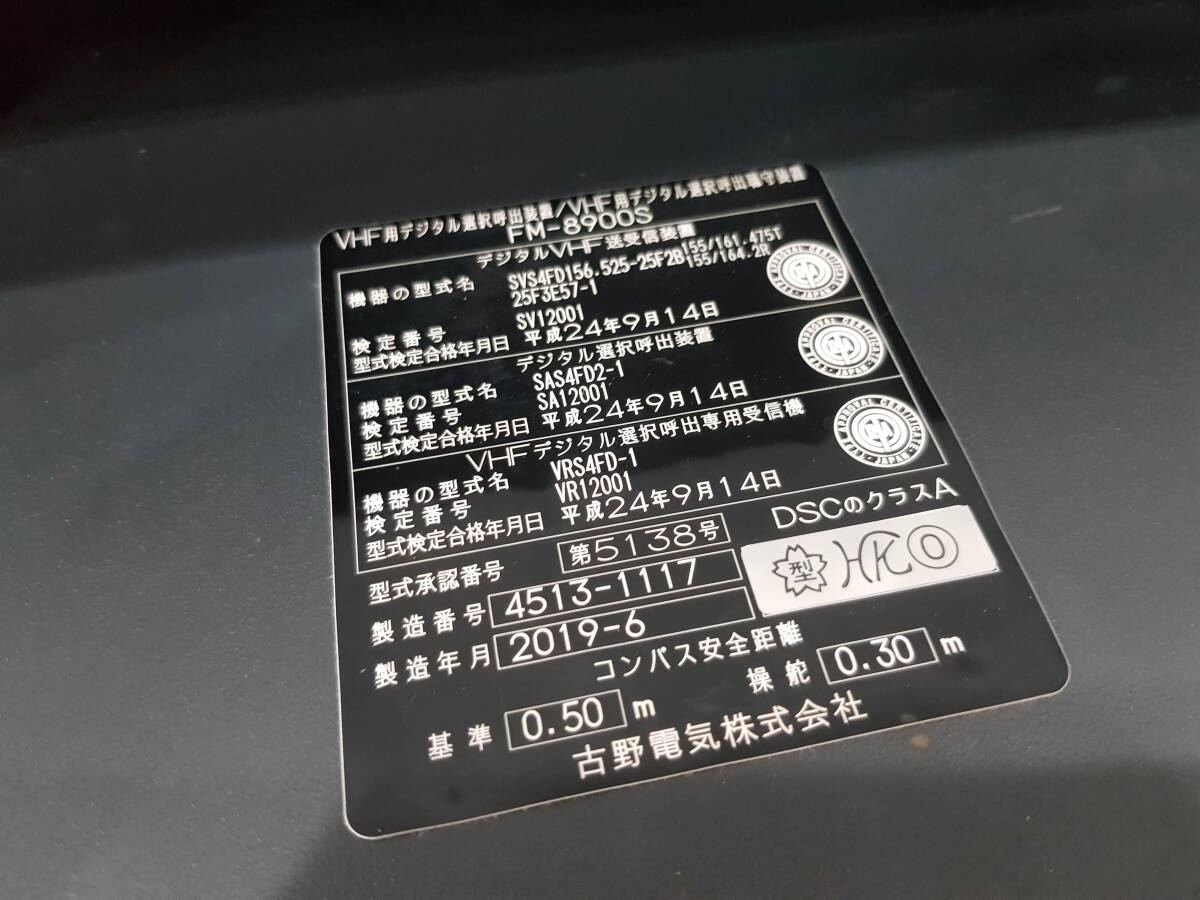 VHF用デジタル選択呼出装置/VHF用デジタル選択呼出聴守装置
FM-8900S
デジタルVHF送受信装置
機器の型式名 SVS4FD156.525-25F2B155/161.475T
155/164.2R
25F3E57-1
検定番号 SV12001
型式検定合格年月日 平成24年9月14日
APPROVAL CERTIFICATE JAPAN
デジタル選択呼出装置
機器の型式名 SAS4FD2-1
検定番号 SA12001
型式検定合格年月日 平成24年9月14日
APPROVAL CERTIFICATE JAPAN
VHFデジタル選択呼出専用受信機
機器の型式名 VRS4FD-1
検定番号 VR12001
型式検定合格年月日 平成24年9月14日
APPROVAL CERTIFICATE JAPAN
DSCのクラスA
型式承認番号 第5138号
型 HKO
製造番号 4513-1117
製造年月 2019-6
コンパス安全距離
基準 0.50 m 操舵 0.30 m
古野電気株式会社